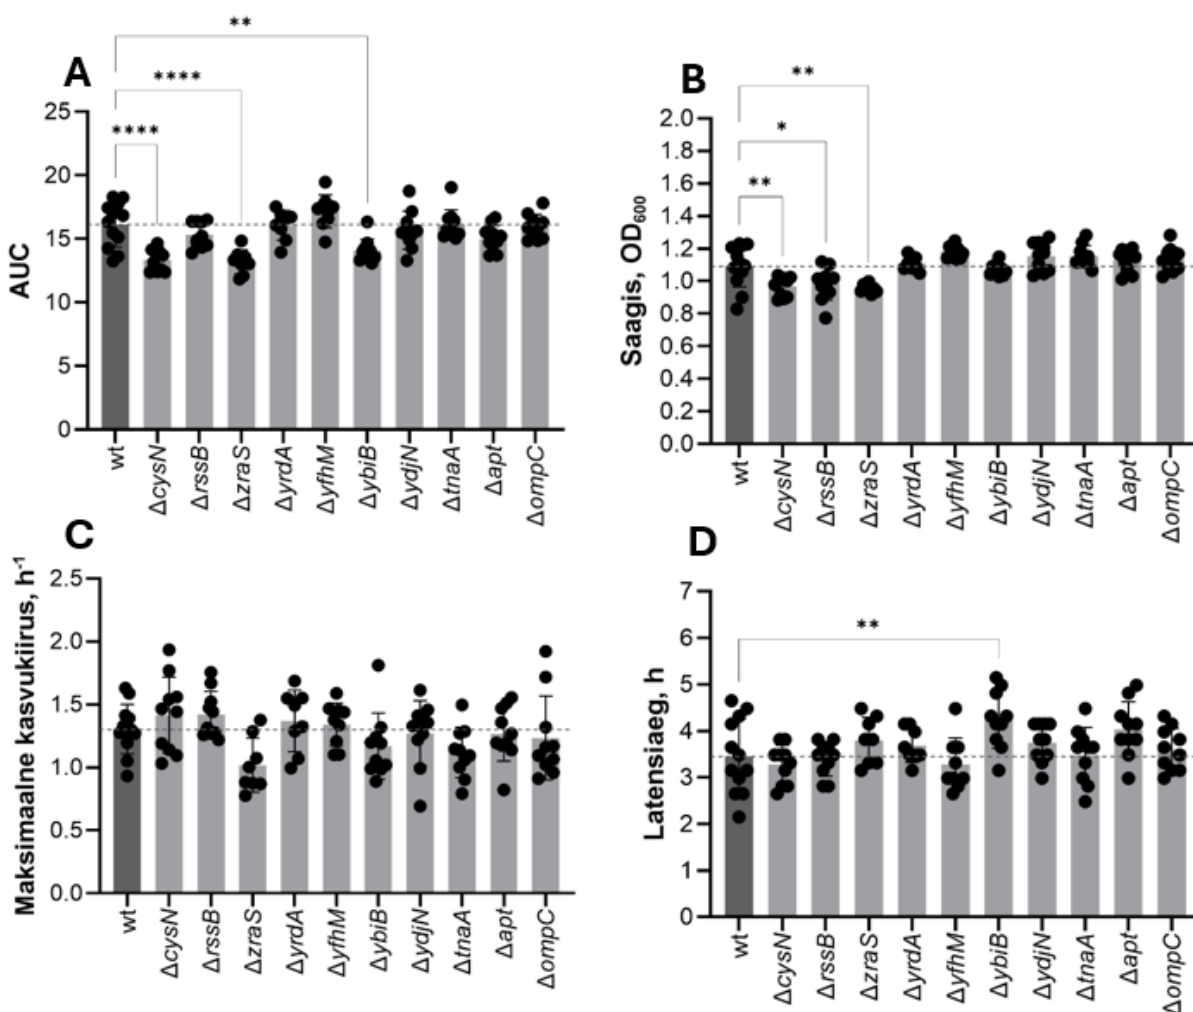 A
**
****
****
AUC
25
20
15
10
5
0
wt
ΔcysN
ΔrssB
ΔzraS
ΔyrdA
ΔyfhM
ΔybiB
ΔydjN
ΔtnaA
Δapt
ΔompC
B
**
*
**
Saagis, OD600
2.0
1.8
1.6
1.4
1.2
1.0
0.8
0.6
0.4
0.2
0.0
wt
ΔcysN
ΔrssB
ΔzraS
ΔyrdA
ΔyfhM
ΔybiB
ΔydjN
ΔtnaA
Δapt
ΔompC
C
Maksimaalne kasvukiirus, h-1
2.5
2.0
1.5
1.0
0.5
0.0
wt
ΔcysN
ΔrssB
ΔzraS
ΔyrdA
ΔyfhM
ΔybiB
ΔydjN
ΔtnaA
Δapt
ΔompC
D
**
Latensiaeg, h
7
6
5
4
3
2
1
0
wt
ΔcysN
ΔrssB
ΔzraS
ΔyrdA
ΔyfhM
ΔybiB
ΔydjN
ΔtnaA
Δapt
ΔompC